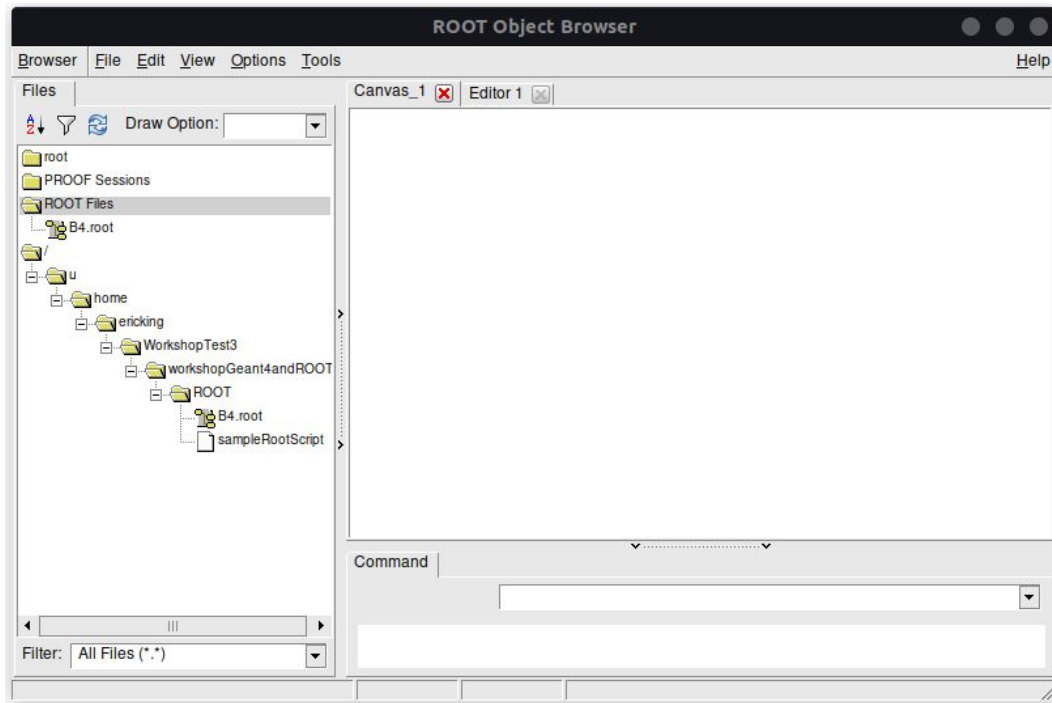 ROOT Object Browser
Browser File Edit View Options Tools Help
Files
Canvas_1 Editor 1
Draw Option:
root
PROOF Sessions
ROOT Files
B4.root
/
u
home
ericking
WorkshopTest3
workshopGeant4andROOT
ROOT
B4.root
sampleRootScript
Command
Filter: All Files (*.*)